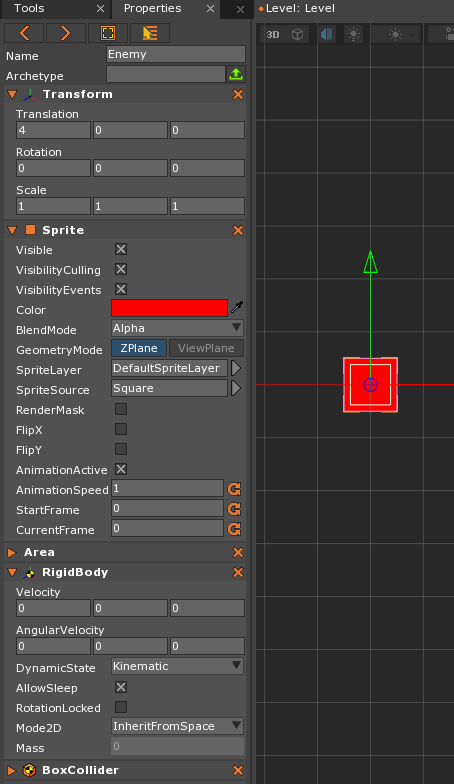 Tools × Properties × ×
Level: Level
3D
Name Enemy
Archetype
Transform
Translation
4 0 0
Rotation
0 0 0
Scale
1 1 1
Sprite
Visible
VisibilityCulling
VisibilityEvents
Color
BlendMode Alpha
GeometryMode ZPlane ViewPlane
SpriteLayer DefaultSpriteLayer
SpriteSource Square
RenderMask
FlipX
FlipY
AnimationActive
AnimationSpeed 1
StartFrame 0
CurrentFrame 0
Area
RigidBody
Velocity
0 0 0
AngularVelocity
0 0 0
DynamicState Kinematic
AllowSleep
RotationLocked
Mode2D InheritFromSpace
Mass 0
BoxCollider